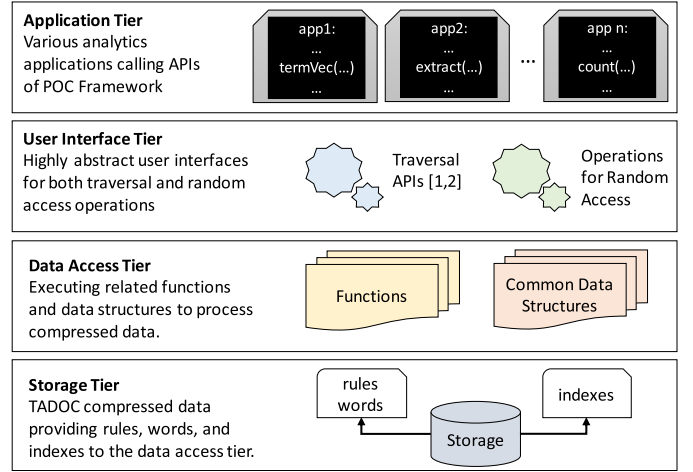 Application Tier
Various analytics
applications calling APIs
of POC Framework
app1:
...
termVec(...)
...
app2:
...
extract(...)
...
...
app n:
...
count(...)
...
User Interface Tier
Highly abstract user interfaces
for both traversal and random
access operations
Traversal
APIs [1,2]
Operations
for Random
Access
Data Access Tier
Executing related functions
and data structures to process
compressed data.
Functions
Common Data
Structures
Storage Tier
TADOC compressed data
providing rules, words, and
indexes to the data access tier.
rules
words
Storage
indexes